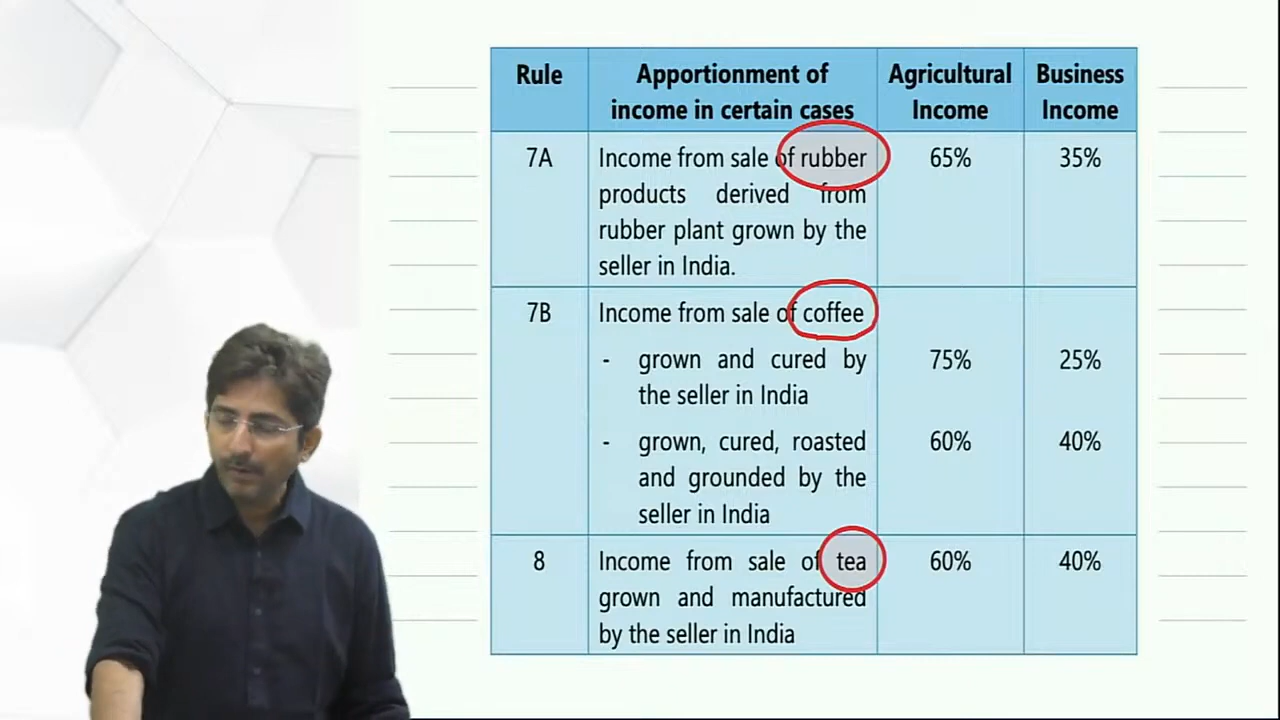 Rule Apportionment of income in certain cases Agricultural Income Business Income
7A Income from sale of rubber 65% 35%
products derived from
rubber plant grown by the
seller in India.
7B Income from sale of coffee
- grown and cured by 75% 25%
the seller in India
- grown, cured, roasted 60% 40%
and grounded by the
seller in India
8 Income from sale of tea 60% 40%
grown and manufactured
by the seller in India